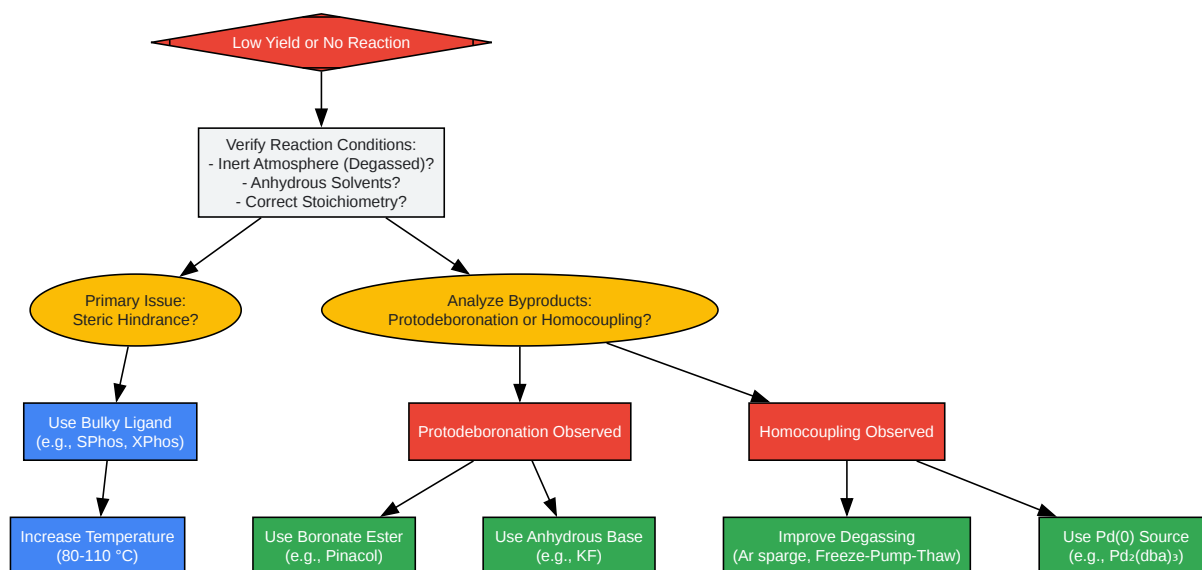 Low Yield or No Reaction
Verify Reaction Conditions:
- Inert Atmosphere (Degassed)?
- Anhydrous Solvents?
- Correct Stoichiometry?
Primary Issue:
Steric Hindrance?
Analyze Byproducts:
Protodeboronation or Homocoupling?
Use Bulky Ligand
(e.g., SPhos, XPhos)
Protodeboronation Observed
Homocoupling Observed
Increase Temperature
(80-110 °C)
Use Boronate Ester
(e.g., Pinacol)
Use Anhydrous Base
(e.g., KF)
Improve Degassing
(Ar sparge, Freeze-Pump-Thaw)
Use Pd(0) Source
(e.g., Pd₂(dba)₃)